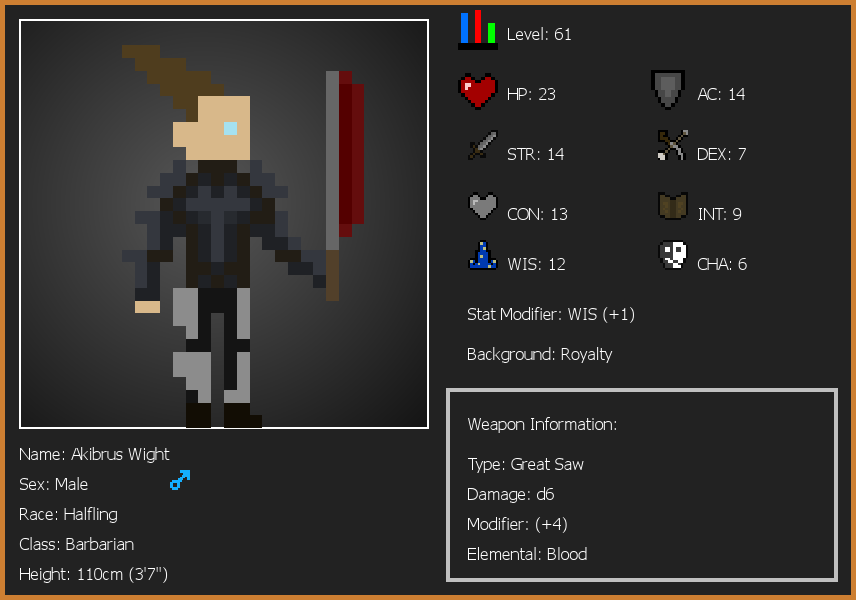 Level: 61
HP: 23
AC: 14
STR: 14
DEX: 7
CON: 13
INT: 9
WIS: 12
CHA: 6
Stat Modifier: WIS (+1)
Background: Royalty
Weapon Information:
Type: Great Saw
Damage: d6
Modifier: (+4)
Elemental: Blood
Name: Akibrus Wight
Sex: Male
Race: Halfling
Class: Barbarian
Height: 110cm (3'7")